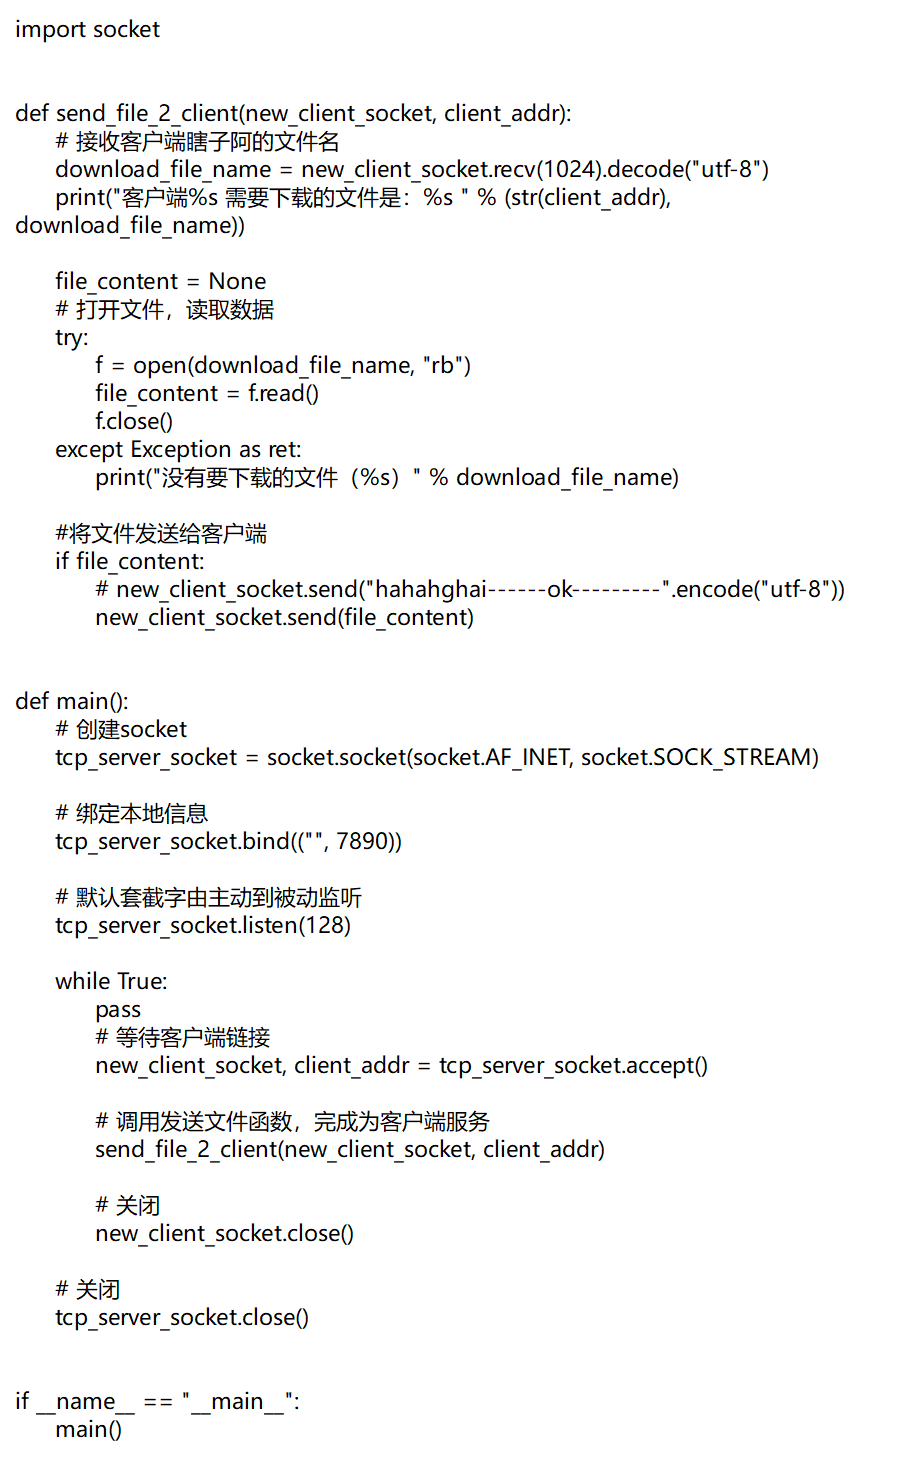 import socket
def send_file_2_client(new_client_socket, client_addr):
# 接收客户端瞎子阿的文件名
download_file_name = new_client_socket.recv(1024).decode("utf-8")
print("客户端%s 需要下载的文件是：%s " % (str(client_addr),
download_file_name))
file_content = None
# 打开文件，读取数据
try:
f = open(download_file_name, "rb")
file_content = f.read()
f.close()
except Exception as ret:
print("没有要下载的文件（%s）" % download_file_name)
#将文件发送给客户端
if file_content:
# new_client_socket.send("hahahghai------ok---------".encode("utf-8"))
new_client_socket.send(file_content)
def main():
# 创建socket
tcp_server_socket = socket.socket(socket.AF_INET, socket.SOCK_STREAM)
# 绑定本地信息
tcp_server_socket.bind(("", 7890))
# 默认套截字由主动到被动监听
tcp_server_socket.listen(128)
while True:
pass
# 等待客户端链接
new_client_socket, client_addr = tcp_server_socket.accept()
# 调用发送文件函数，完成为客户端服务
send_file_2_client(new_client_socket, client_addr)
# 关闭
new_client_socket.close()
# 关闭
tcp_server_socket.close()
if __name__ == "__main__":
main()